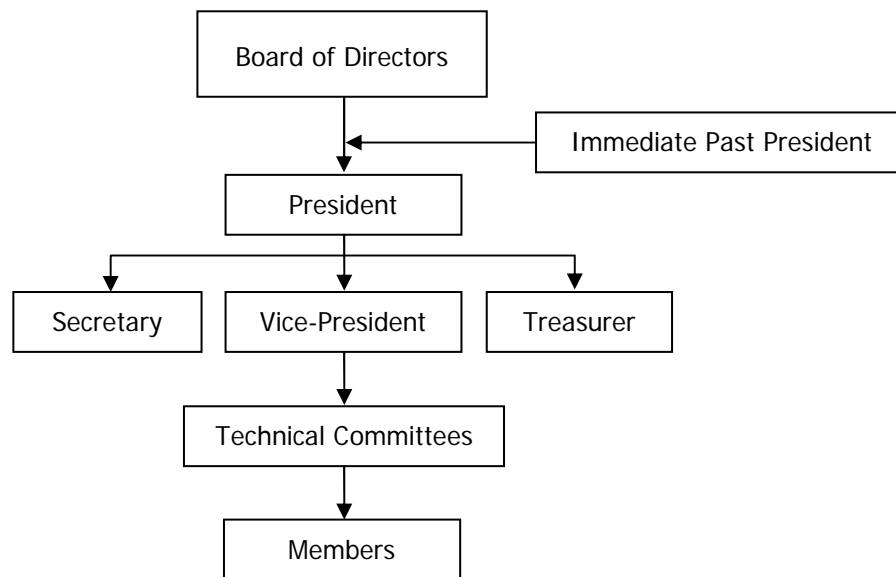 Board of Directors
Immediate Past President
President
Secretary
Vice-President
Treasurer
Technical Committees
Members